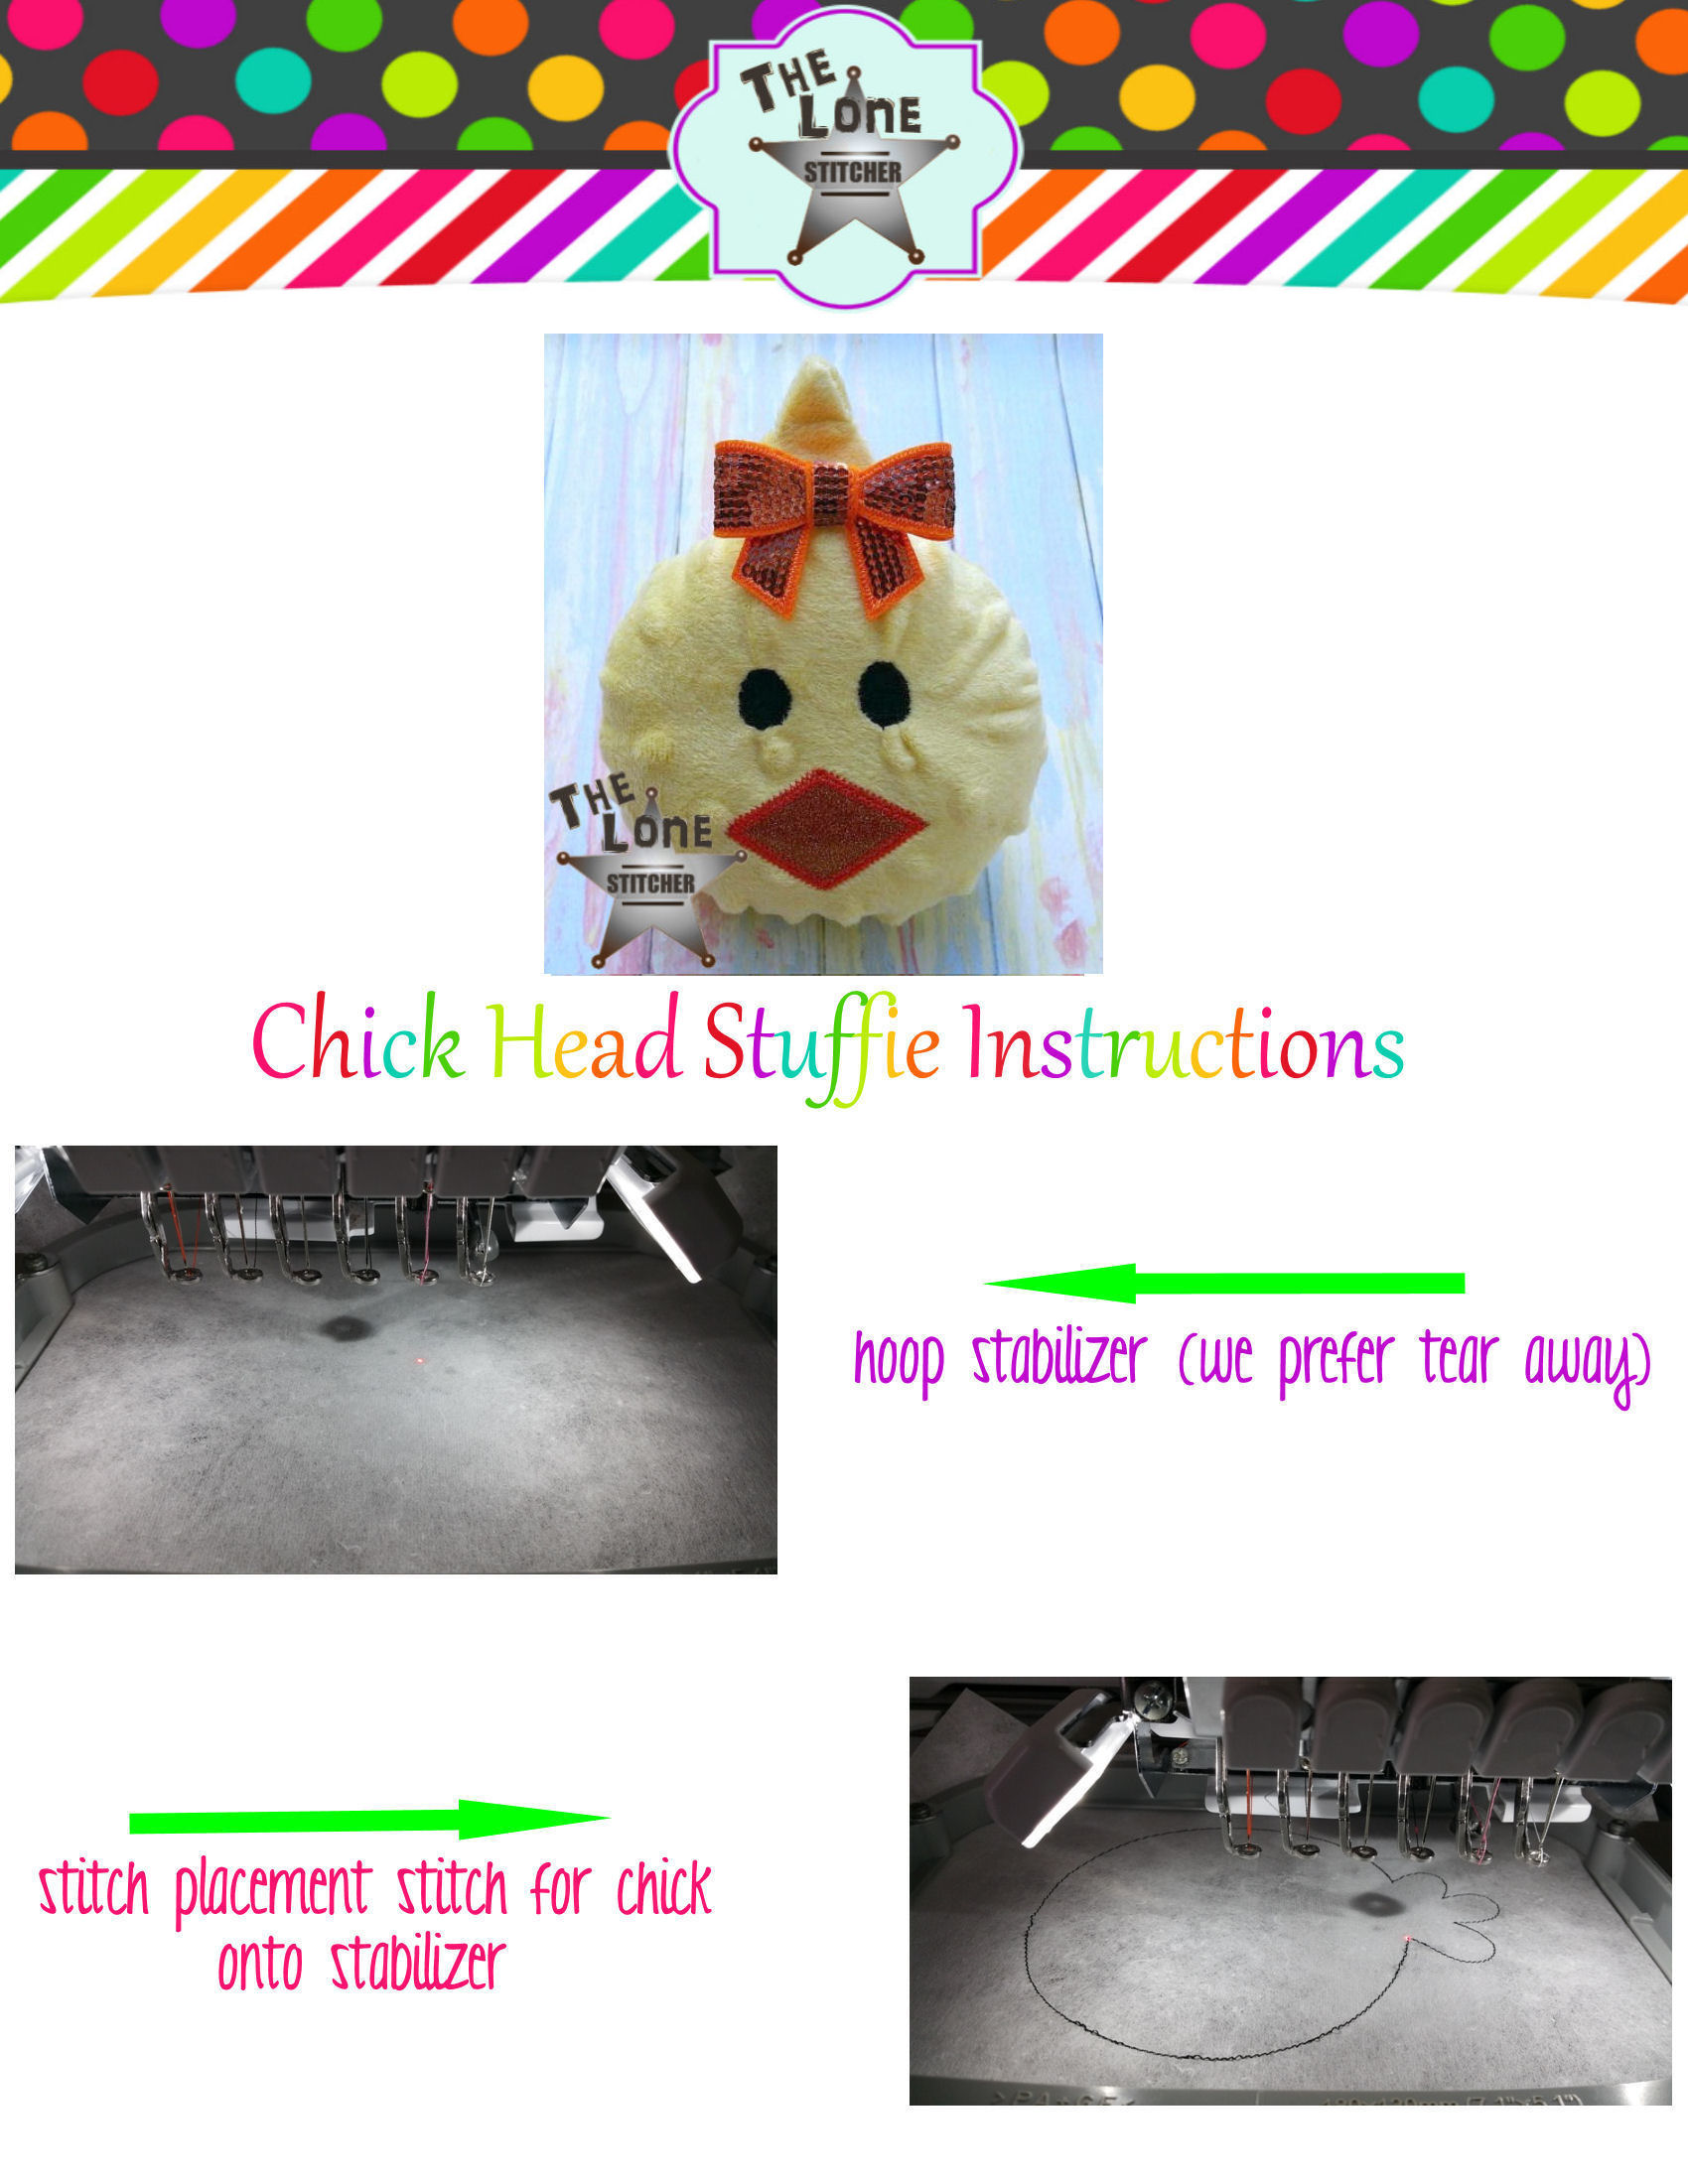 THE
LONE
STITCHER
THE
LONE
STITCHER
Chick Head Stuffie Instructions
hoop stabilizer (we prefer tear away)
stitch placement stitch for chick
onto stabilizer